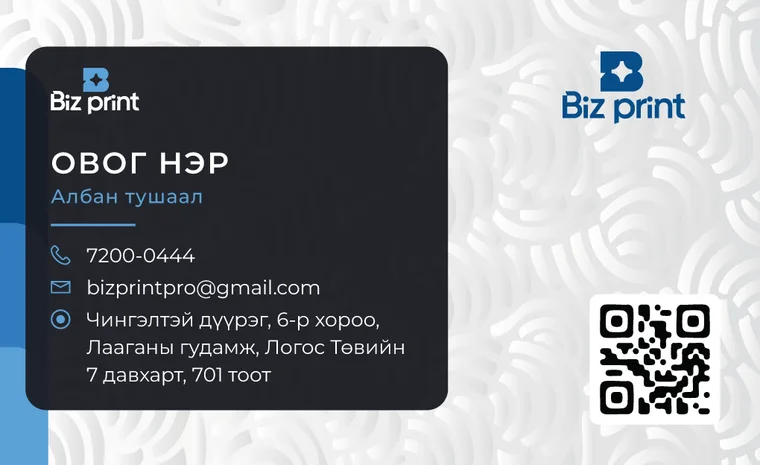 Biz print
ОВОГ НЭР
Албан тушаал
7200-0444
bizprintpro@gmail.com
Чингэлтэй дүүрэг, 6-р хороо,
Лааганы гудамж, Логос Төвийн
7 давхарт, 701 тоот
Biz print